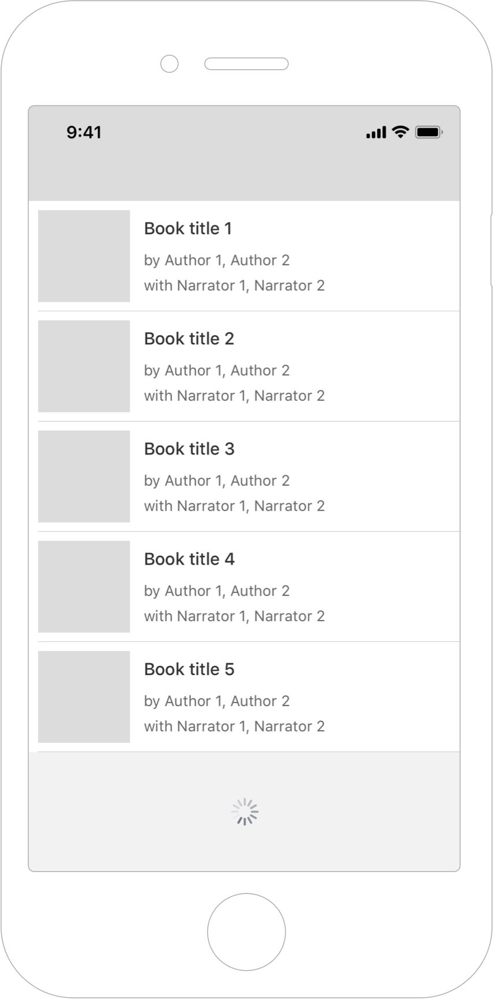 9:41
Book title 1
by Author 1, Author 2
with Narrator 1, Narrator 2
Book title 2
by Author 1, Author 2
with Narrator 1, Narrator 2
Book title 3
by Author 1, Author 2
with Narrator 1, Narrator 2
Book title 4
by Author 1, Author 2
with Narrator 1, Narrator 2
Book title 5
by Author 1, Author 2
with Narrator 1, Narrator 2